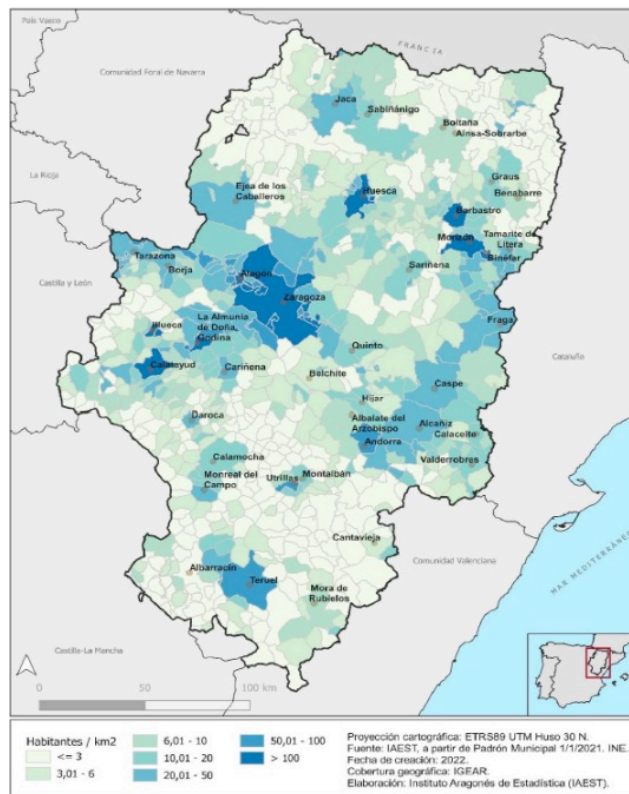 País Vasco
FRANCIA
Comunidad Foral de Navarra
Jaca
Sabiñánigo
Boltaña
Ainsa-Sobrarbe
La Rioja
Graus
Ejea de los
Caballeros
Huesca
Benabarre
Barbastro
Tamarite de
Litera
Monzón
Binéfar
Tarazona
Borja
Alagón
Sariñena
Castilla y León
Zaragoza
Fraga
Illueca
La Almunia
de Doña
Godina
Quinto
Cataluña
Calatayud
Cariñena
Belchite
Caspe
Híjar
Daroca
Albalate del
Arzobispo
Alcañiz
Calaceite
Andorra
Calamocha
Valderrobres
Monreal del
Campo
Utrillas
Montalbán
Cantavieja
Comunidad Valenciana
MAR MEDITERRÁNEO
Albarracín
Teruel
Mora de
Rubielos
Castilla-La Mancha
0 50 100 km
Habitantes / km2
<= 3
3,01 - 6
6,01 - 10
10,01 - 20
20,01 - 50
50,01 - 100
> 100
Proyección cartográfica: ETRS89 UTM Huso 30 N.
Fuente: IAEST, a partir de Padrón Municipal 1/1/2021. INE.
Fecha de creación: 2022.
Cobertura geográfica: IGEAR.
Elaboración: Instituto Aragonés de Estadística (IAEST).